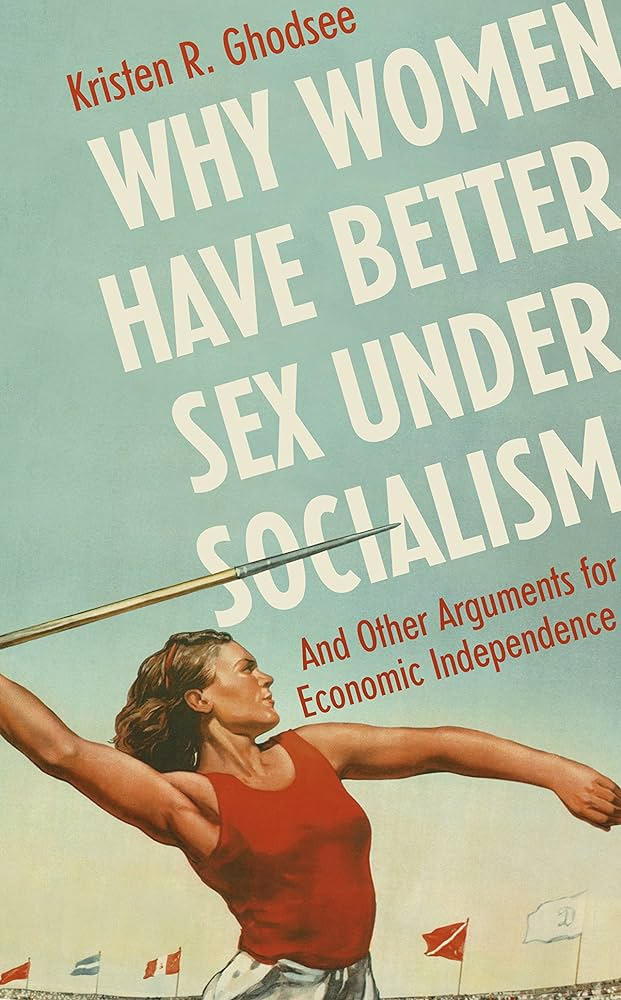 Kristen R. Ghodsee
WHY WOMEN
HAVE BETTER
SEX UNDER
SOCIALISM
And Other Arguments for
Economic Independence
D